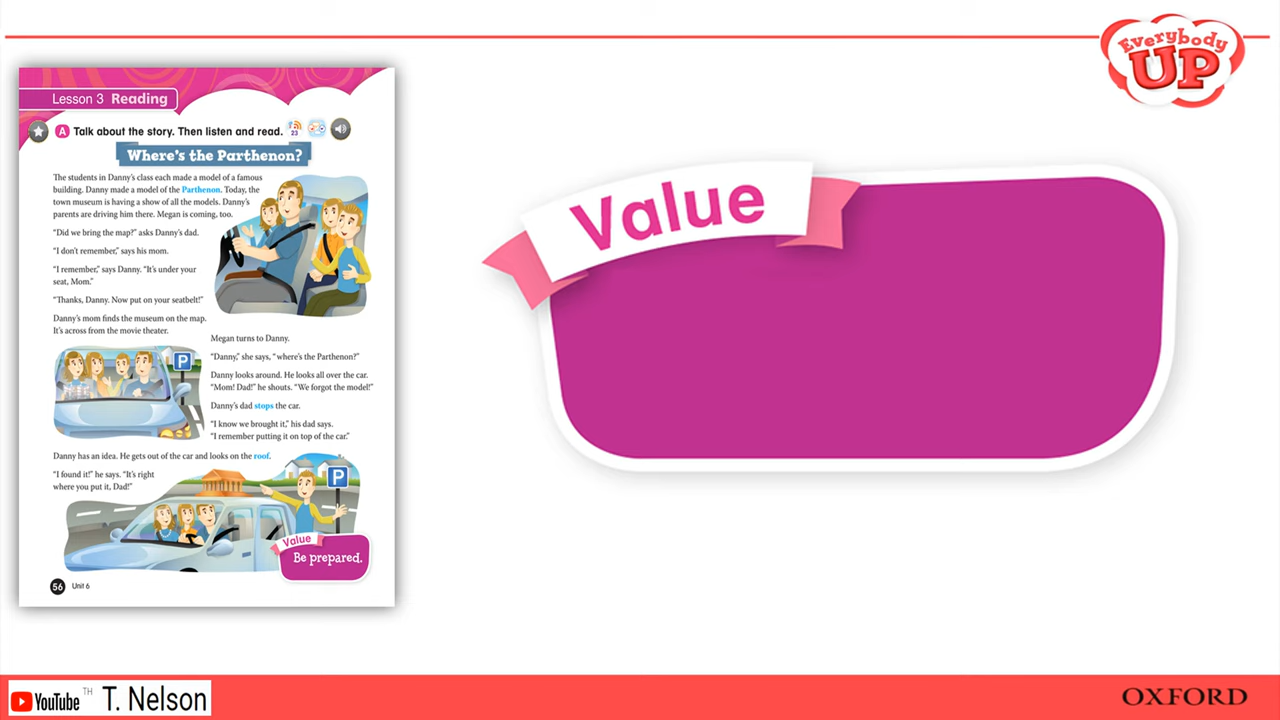 Everybody
UP
Lesson 3 Reading
A Talk about the story. Then listen and read.
23
Where's the Parthenon?
The students in Danny's class each made a model of a famous
building. Danny made a model of the Parthenon. Today, the
town museum is having a show of all the models. Danny's
parents are driving him there. Megan is coming, too.
"Did we bring the map?" asks Danny's dad.
"I don't remember," says his mom.
"I remember," says Danny. "It's under your
seat, Mom."
"Thanks, Danny. Now put on your seatbelt!"
Danny's mom finds the museum on the map.
It's across from the movie theater.
Megan turns to Danny.
"Danny," she says, "where's the Parthenon?"
Danny looks around. He looks all over the car.
"Mom! Dad!" he shouts. "We forgot the model!"
Danny's dad stops the car.
"I know we brought it," his dad says.
"I remember putting it on top of the car."
P
Danny has an idea. He gets out of the car and looks on the roof.
"I found it!" he says. "It's right
where you put it, Dad!"
P
Value
Be prepared.
56 Unit 6
Value
YouTube TH T. Nelson
OXFORD